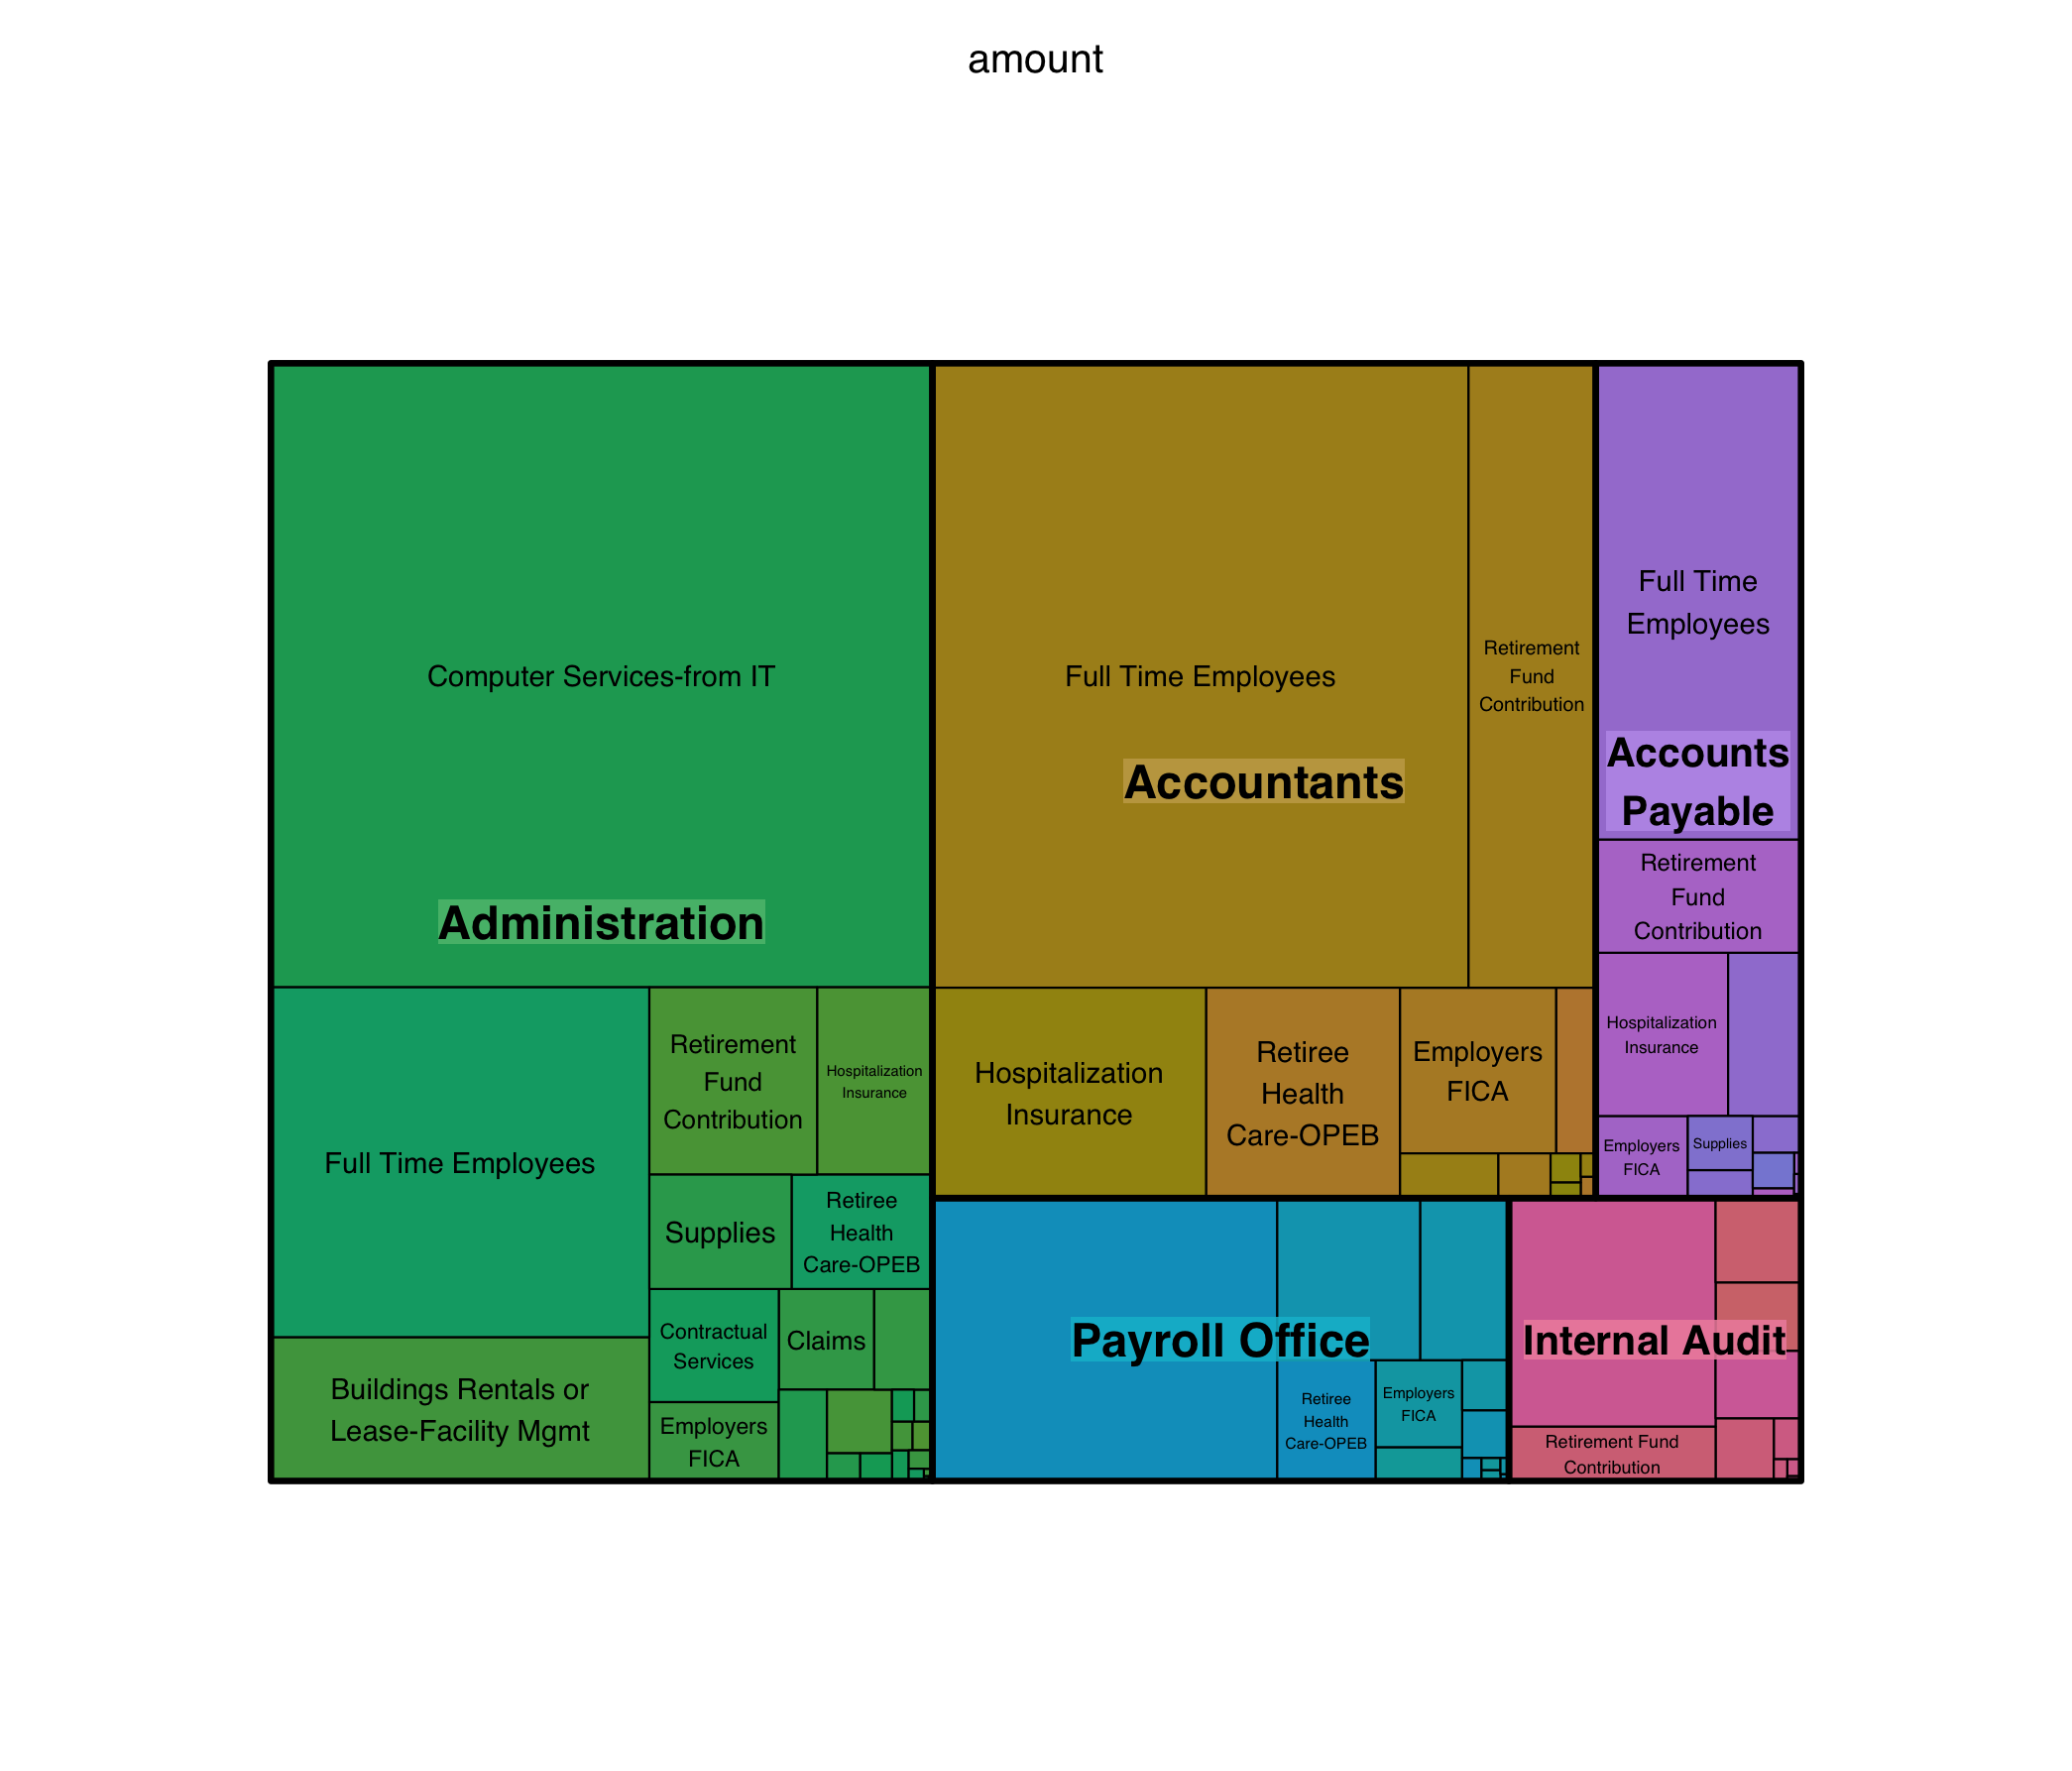 amount
Computer Services-from IT
Administration
Full Time Employees
Buildings Rentals or
Lease-Facility Mgmt
Retirement
Fund
Contribution
Hospitalization
Insurance
Supplies
Retiree
Health
Care-OPEB
Contractual
Services
Claims
Employers
FICA
Full Time Employees
Accountants
Retirement
Fund
Contribution
Hospitalization
Insurance
Retiree
Health
Care-OPEB
Employers
FICA
Full Time
Employees
Accounts
Payable
Retirement
Fund
Contribution
Hospitalization
Insurance
Employers
FICA
Supplies
Payroll Office
Retiree
Health
Care-OPEB
Employers
FICA
Internal Audit
Retirement Fund
Contribution